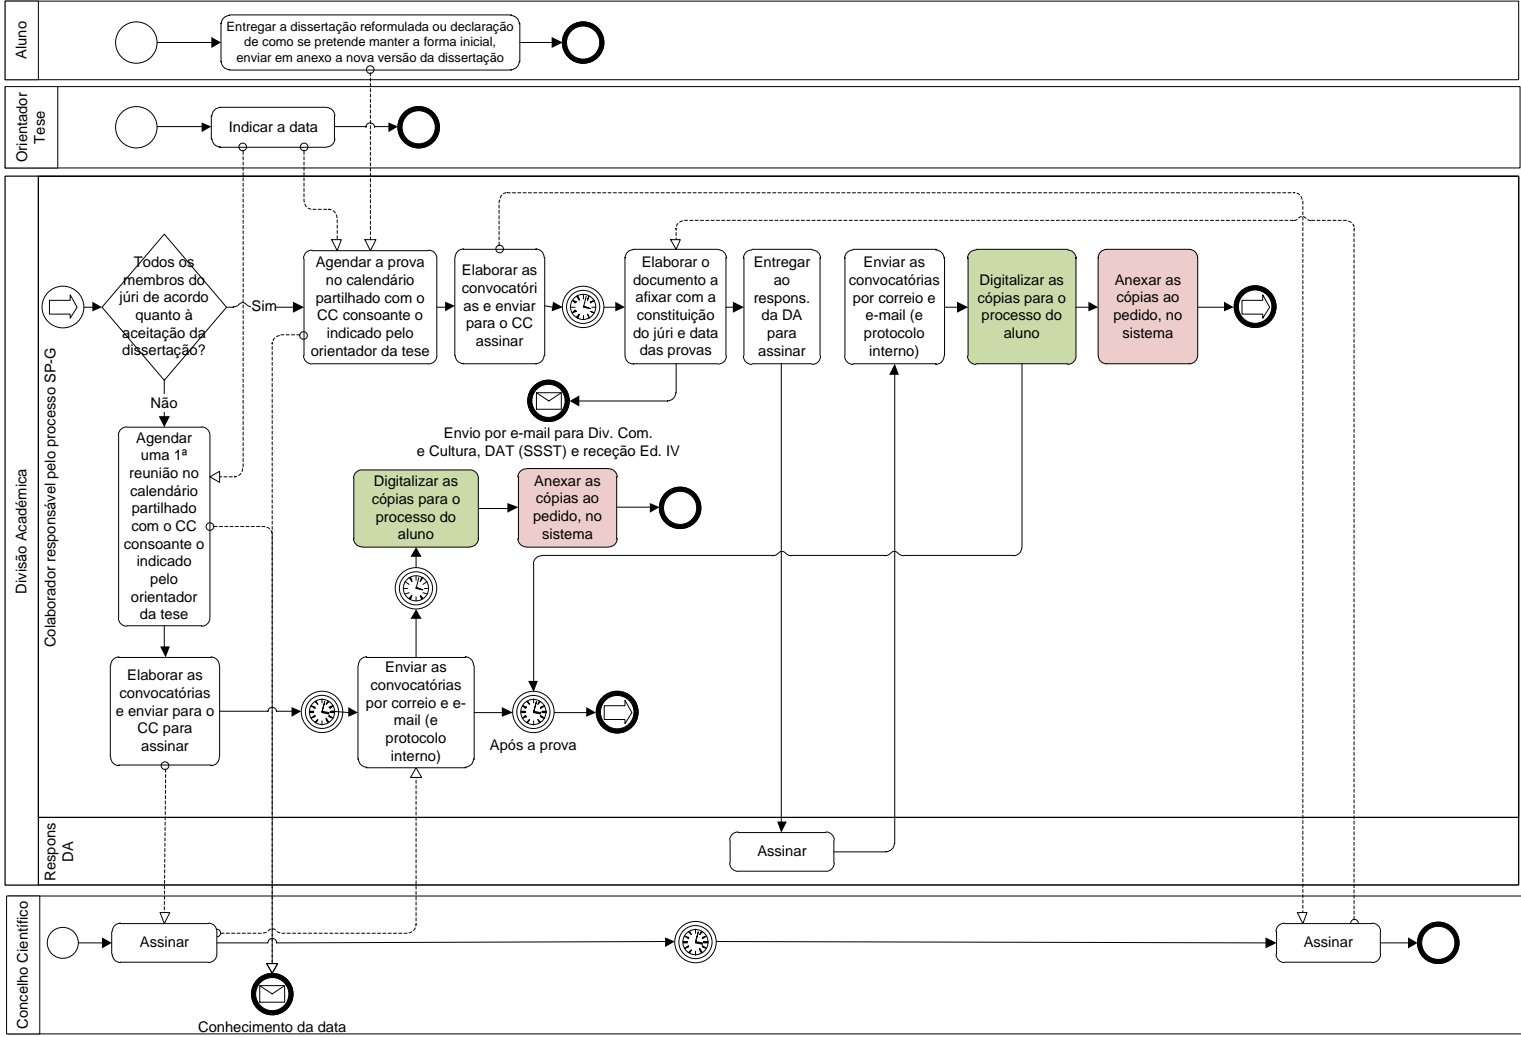 Aluno
Entregar a dissertação reformulada ou declaração
de como se pretende manter a forma inicial,
enviar em anexo a nova versão da dissertação
Orientador
Tese
Indicar a data
Divisão Académica
Colaborador responsável pelo processo SP-G
Todos os
membros do
júri de acordo
quanto à
aceitação da
dissertação?
Sim
Não
Agendar a prova
no calendário
partilhado com o
CC consoante o
indicado pelo
orientador da tese
Elaborar as
convocatóri
as e enviar
para o CC
assinar
Elaborar o
documento a
afixar com a
constituição
do júri e data
das provas
Entregar
ao
respons.
da DA
para
assinar
Enviar as
convocatórias
por correio e
e-mail (e
protocolo
interno)
Digitalizar as
cópias para o
processo do
aluno
Anexar as
cópias ao
pedido, no
sistema
Envio por e-mail para Div. Com.
e Cultura, DAT (SSST) e receção Ed. IV
Agendar
uma 1ª
reunião no
calendário
partilhado
com o CC
consoante o
indicado
pelo
orientador
da tese
Digitalizar as
cópias para o
processo do
aluno
Anexar as
cópias ao
pedido, no
sistema
Elaborar as
convocatórias
e enviar para o
CC para
assinar
Enviar as
convocatórias
por correio e e-
mail (e
protocolo
interno)
Após a prova
Respons
DA
Assinar
Concelho Científico
Assinar
Assinar
Conhecimento da data